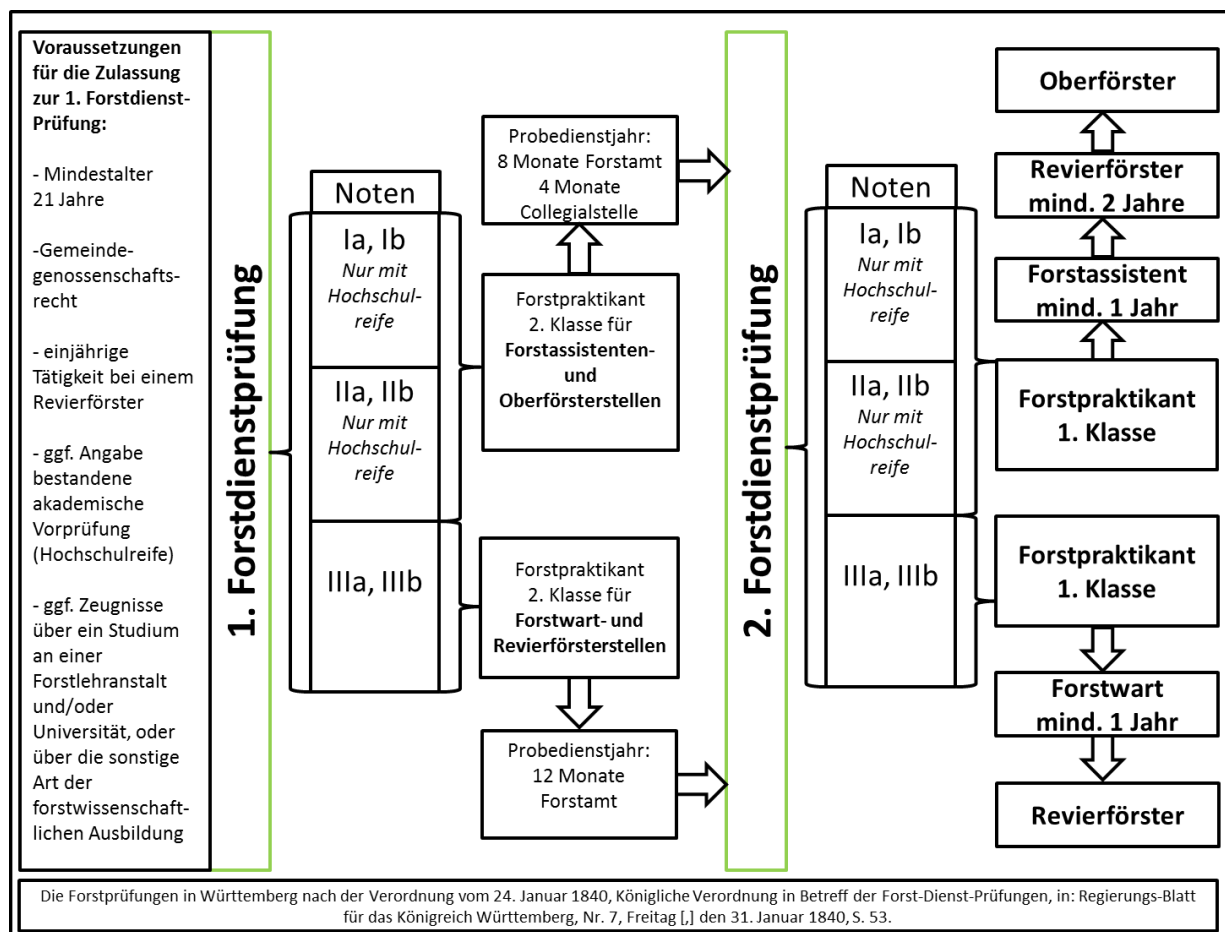 Voraussetzungen
für die Zulassung
zur 1. Forstdienst-
Prüfung:
- Mindestalter
21 Jahre
-Gemeinde-
genossenschafts-
recht
- einjährige
Tätigkeit bei einem
Revierförster
- ggf. Angabe
bestandene
akademische
Vorprüfung
(Hochschulreife)
- ggf. Zeugnisse
über ein Studium
an einer
Forstlehranstalt
und/oder
Universität, oder
über die sonstige
Art der
forstwissenschaft-
lichen Ausbildung
1. Forstdienstprüfung
Noten
Ia, Ib
Nur mit
Hochschul-
reife
IIa, IIb
Nur mit
Hochschul-
reife
IIIa, IIIb
Probedienstjahr:
8 Monate Forstamt
4 Monate
Collegialstelle
Forstpraktikant
2. Klasse für
Forstassistenten-
und
Oberförsterstellen
Forstpraktikant
2. Klasse für
Forstwart- und
Revierförsterstellen
Probedienstjahr:
12 Monate
Forstamt
2. Forstdienstprüfung
Noten
Ia, Ib
Nur mit
Hochschul-
reife
IIa, IIb
Nur mit
Hochschul-
reife
IIIa, IIIb
Oberförster
Revierförster
mind. 2 Jahre
Forstassistent
mind. 1 Jahr
Forstpraktikant
1. Klasse
Forstpraktikant
1. Klasse
Forstwart
mind. 1 Jahr
Revierförster
Die Forstprüfungen in Württemberg nach der Verordnung vom 24. Januar 1840, Königliche Verordnung in Betreff der Forst-Dienst-Prüfungen, in: Regierungs-Blatt
für das Königreich Württemberg, Nr. 7, Freitag [,] den 31. Januar 1840, S. 53.